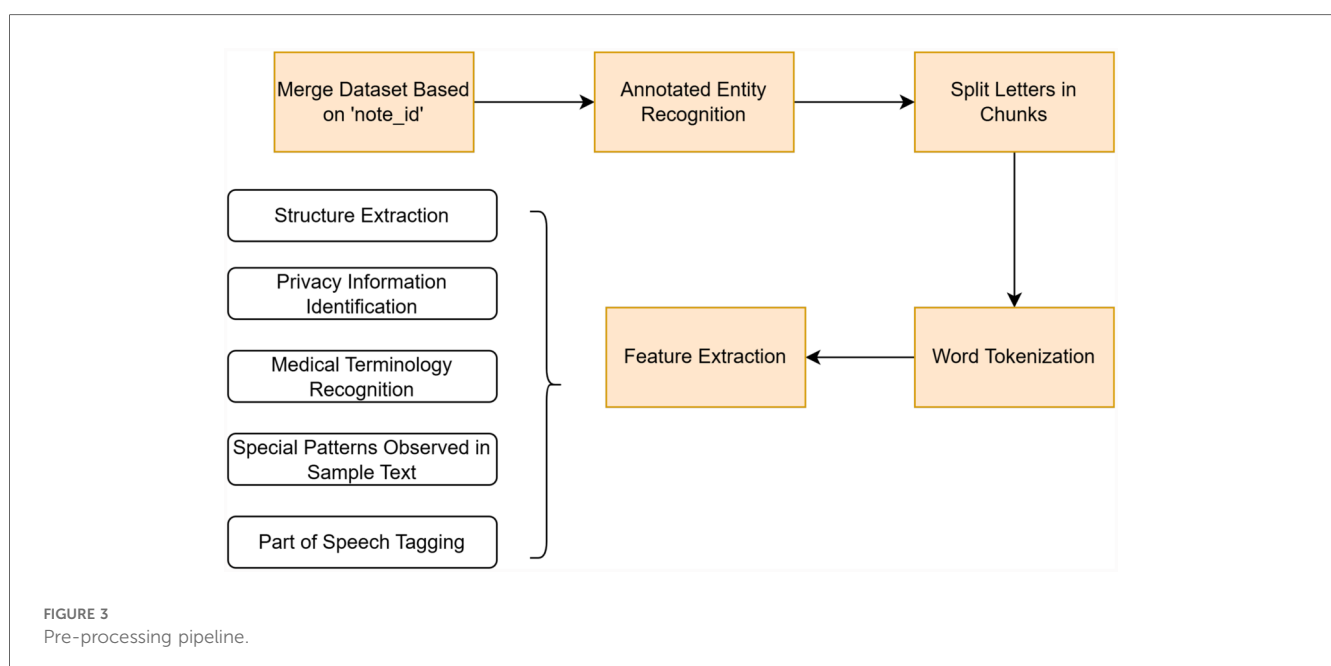 Merge Dataset Based
on 'note_id'
Annotated Entity
Recognition
Split Letters in
Chunks
Structure Extraction
Privacy Information
Identification
Medical Terminology
Recognition
Special Patterns Observed in
Sample Text
Part of Speech Tagging
Feature Extraction
Word Tokenization
FIGURE 3
Pre-processing pipeline.